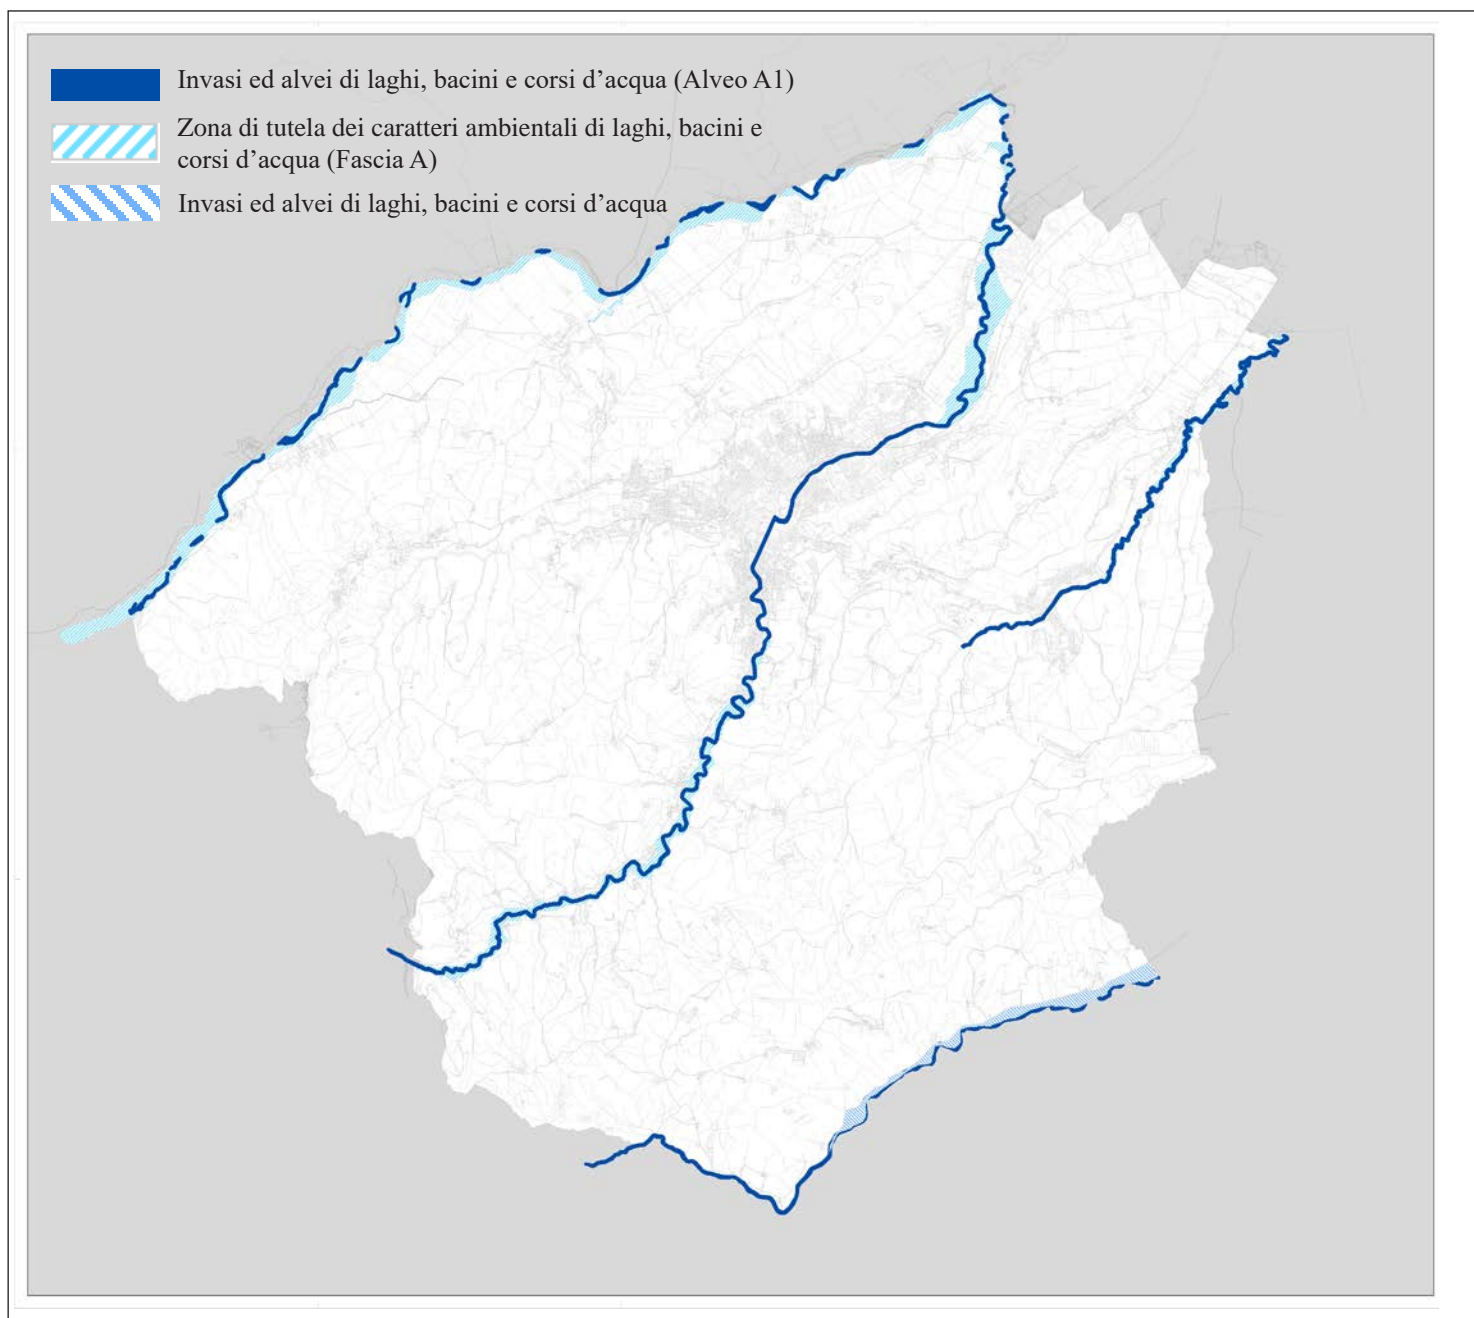 Invasi ed alvei di laghi, bacini e corsi d’acqua (Alveo A1)
Zona di tutela dei caratteri ambientali di laghi, bacini e
corsi d’acqua (Fascia A)
Invasi ed alvei di laghi, bacini e corsi d’acqua